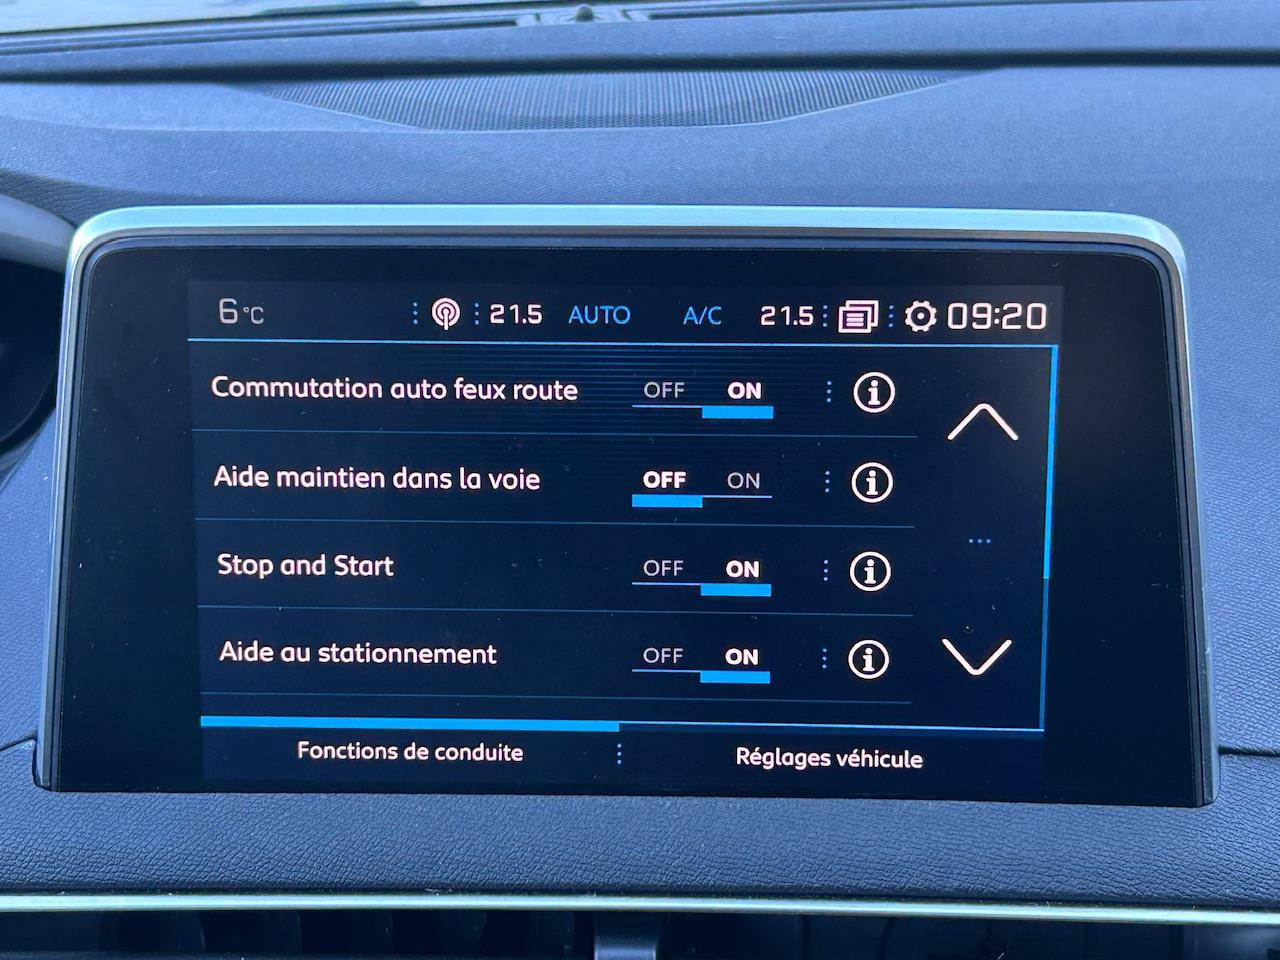 6°C 21.5 AUTO A/C 21.5 09:20
Commutation auto feux route OFF ON
Aide maintien dans la voie OFF ON
Stop and Start OFF ON
Aide au stationnement OFF ON
Fonctions de conduite Réglages véhicule